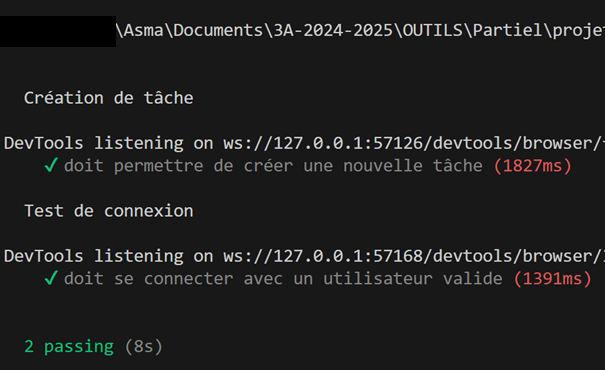 \Asma\Documents\3A-2024-2025\OUTILS\Partiel\proje
Création de tâche
DevTools listening on ws://127.0.0.1:57126/devtools/browser/
✓ doit permettre de créer une nouvelle tâche (1827ms)
Test de connexion
DevTools listening on ws://127.0.0.1:57168/devtools/browser/
✓ doit se connecter avec un utilisateur valide (1391ms)
2 passing (8s)